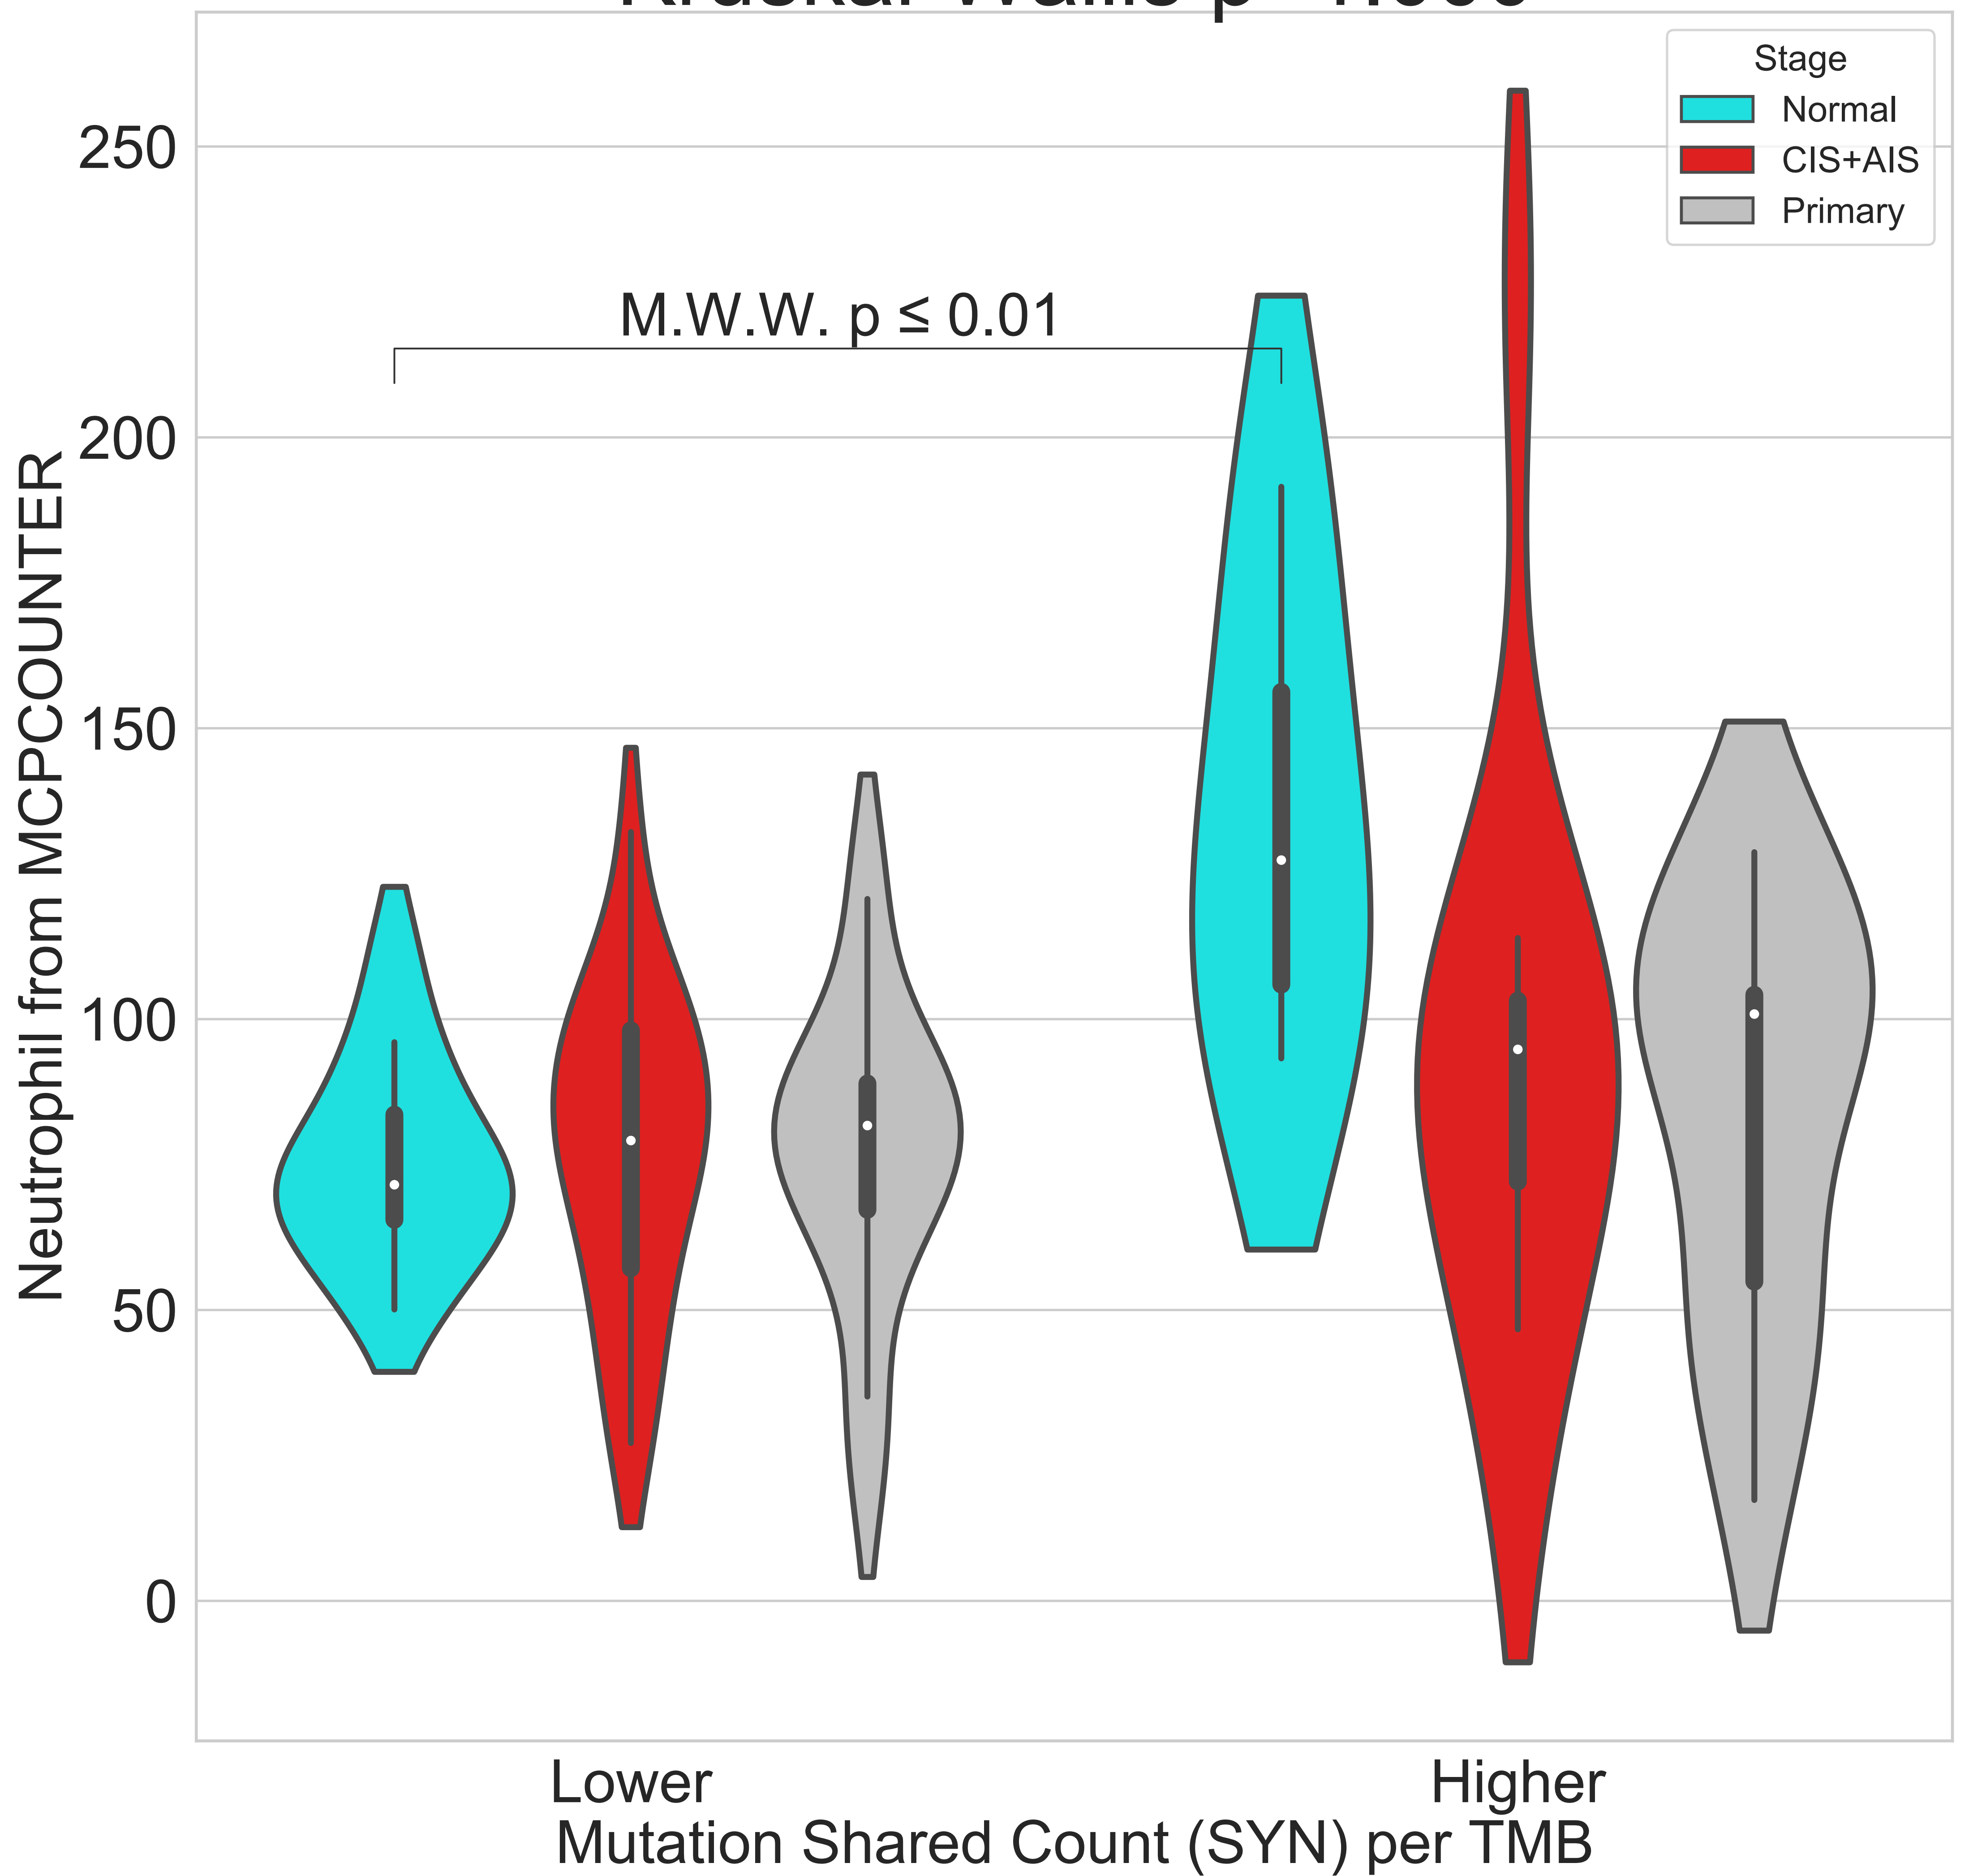 Stage
Normal
CIS+AIS
Primary
M.W.W. p ≤ 0.01
250
200
150
100
50
0
Neutrophil from MCPCOUNTER
Lower
Higher
Mutation Shared Count (SYN) per TMB